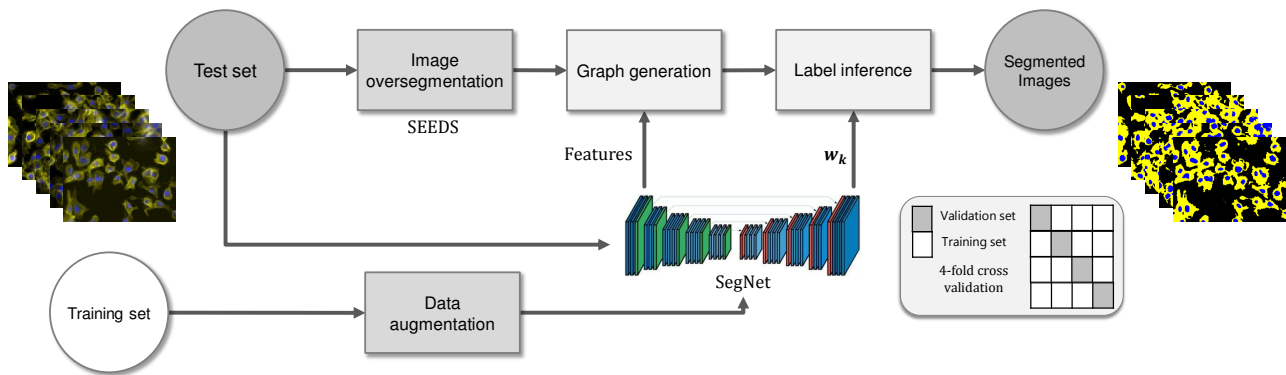 Test set
Image
oversegmentation
SEEDS
Graph generation
Label inference
Segmented
Images
Features
w_k
SegNet
Training set
Data
augmentation
Validation set
Training set
4-fold cross
validation